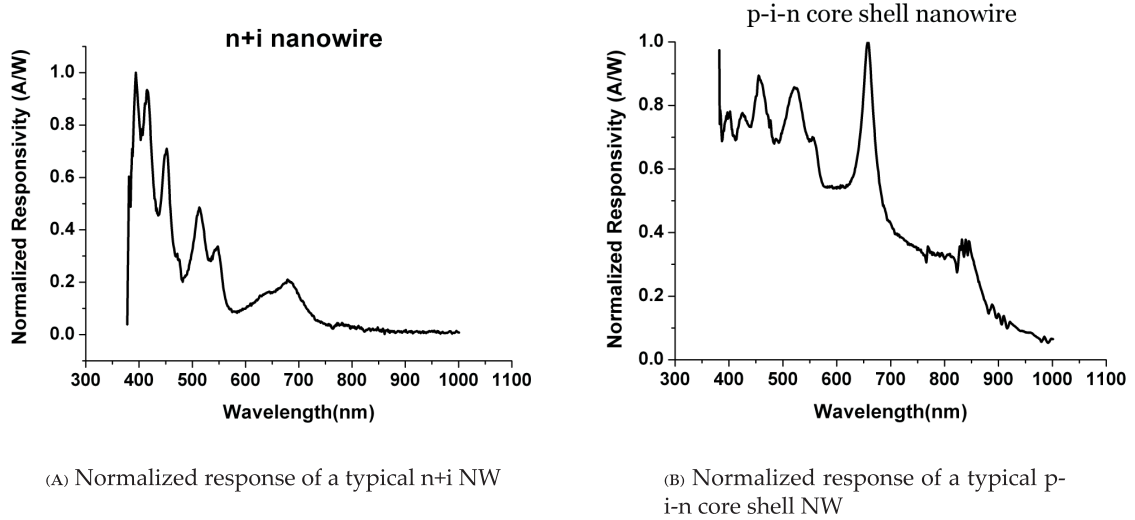 n+i nanowire
Normalized Responsivity (A/W)
1.0
0.8
0.6
0.4
0.2
0.0
300 400 500 600 700 800 900 1000 1100
Wavelength(nm)
(A) Normalized response of a typical n+i NW
p-i-n core shell nanowire
Normalized Responsivity (A/W)
1.0
0.8
0.6
0.4
0.2
0.0
300 400 500 600 700 800 900 1000 1100
Wavelength(nm)
(B) Normalized response of a typical p-
i-n core shell NW